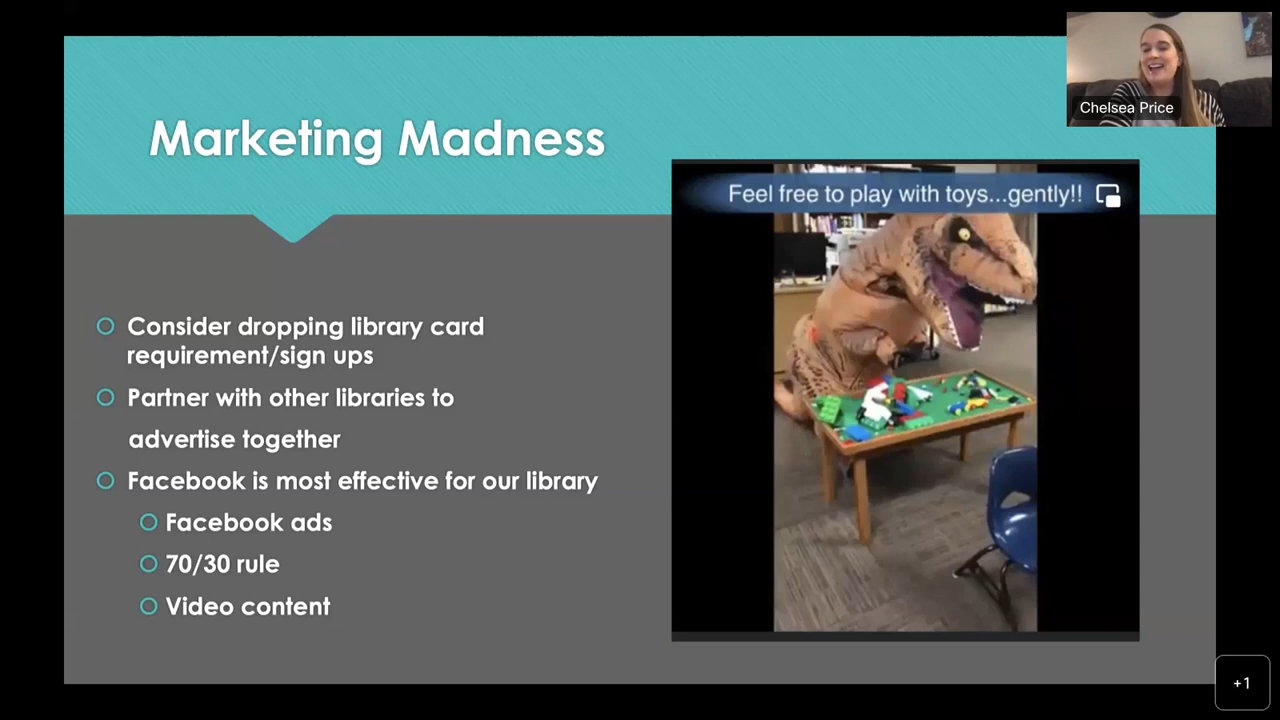 Chelsea Price
Marketing Madness
Feel free to play with toys...gently!!
Consider dropping library card
requirement/sign ups
Partner with other libraries to
advertise together
Facebook is most effective for our library
Facebook ads
70/30 rule
Video content
+1